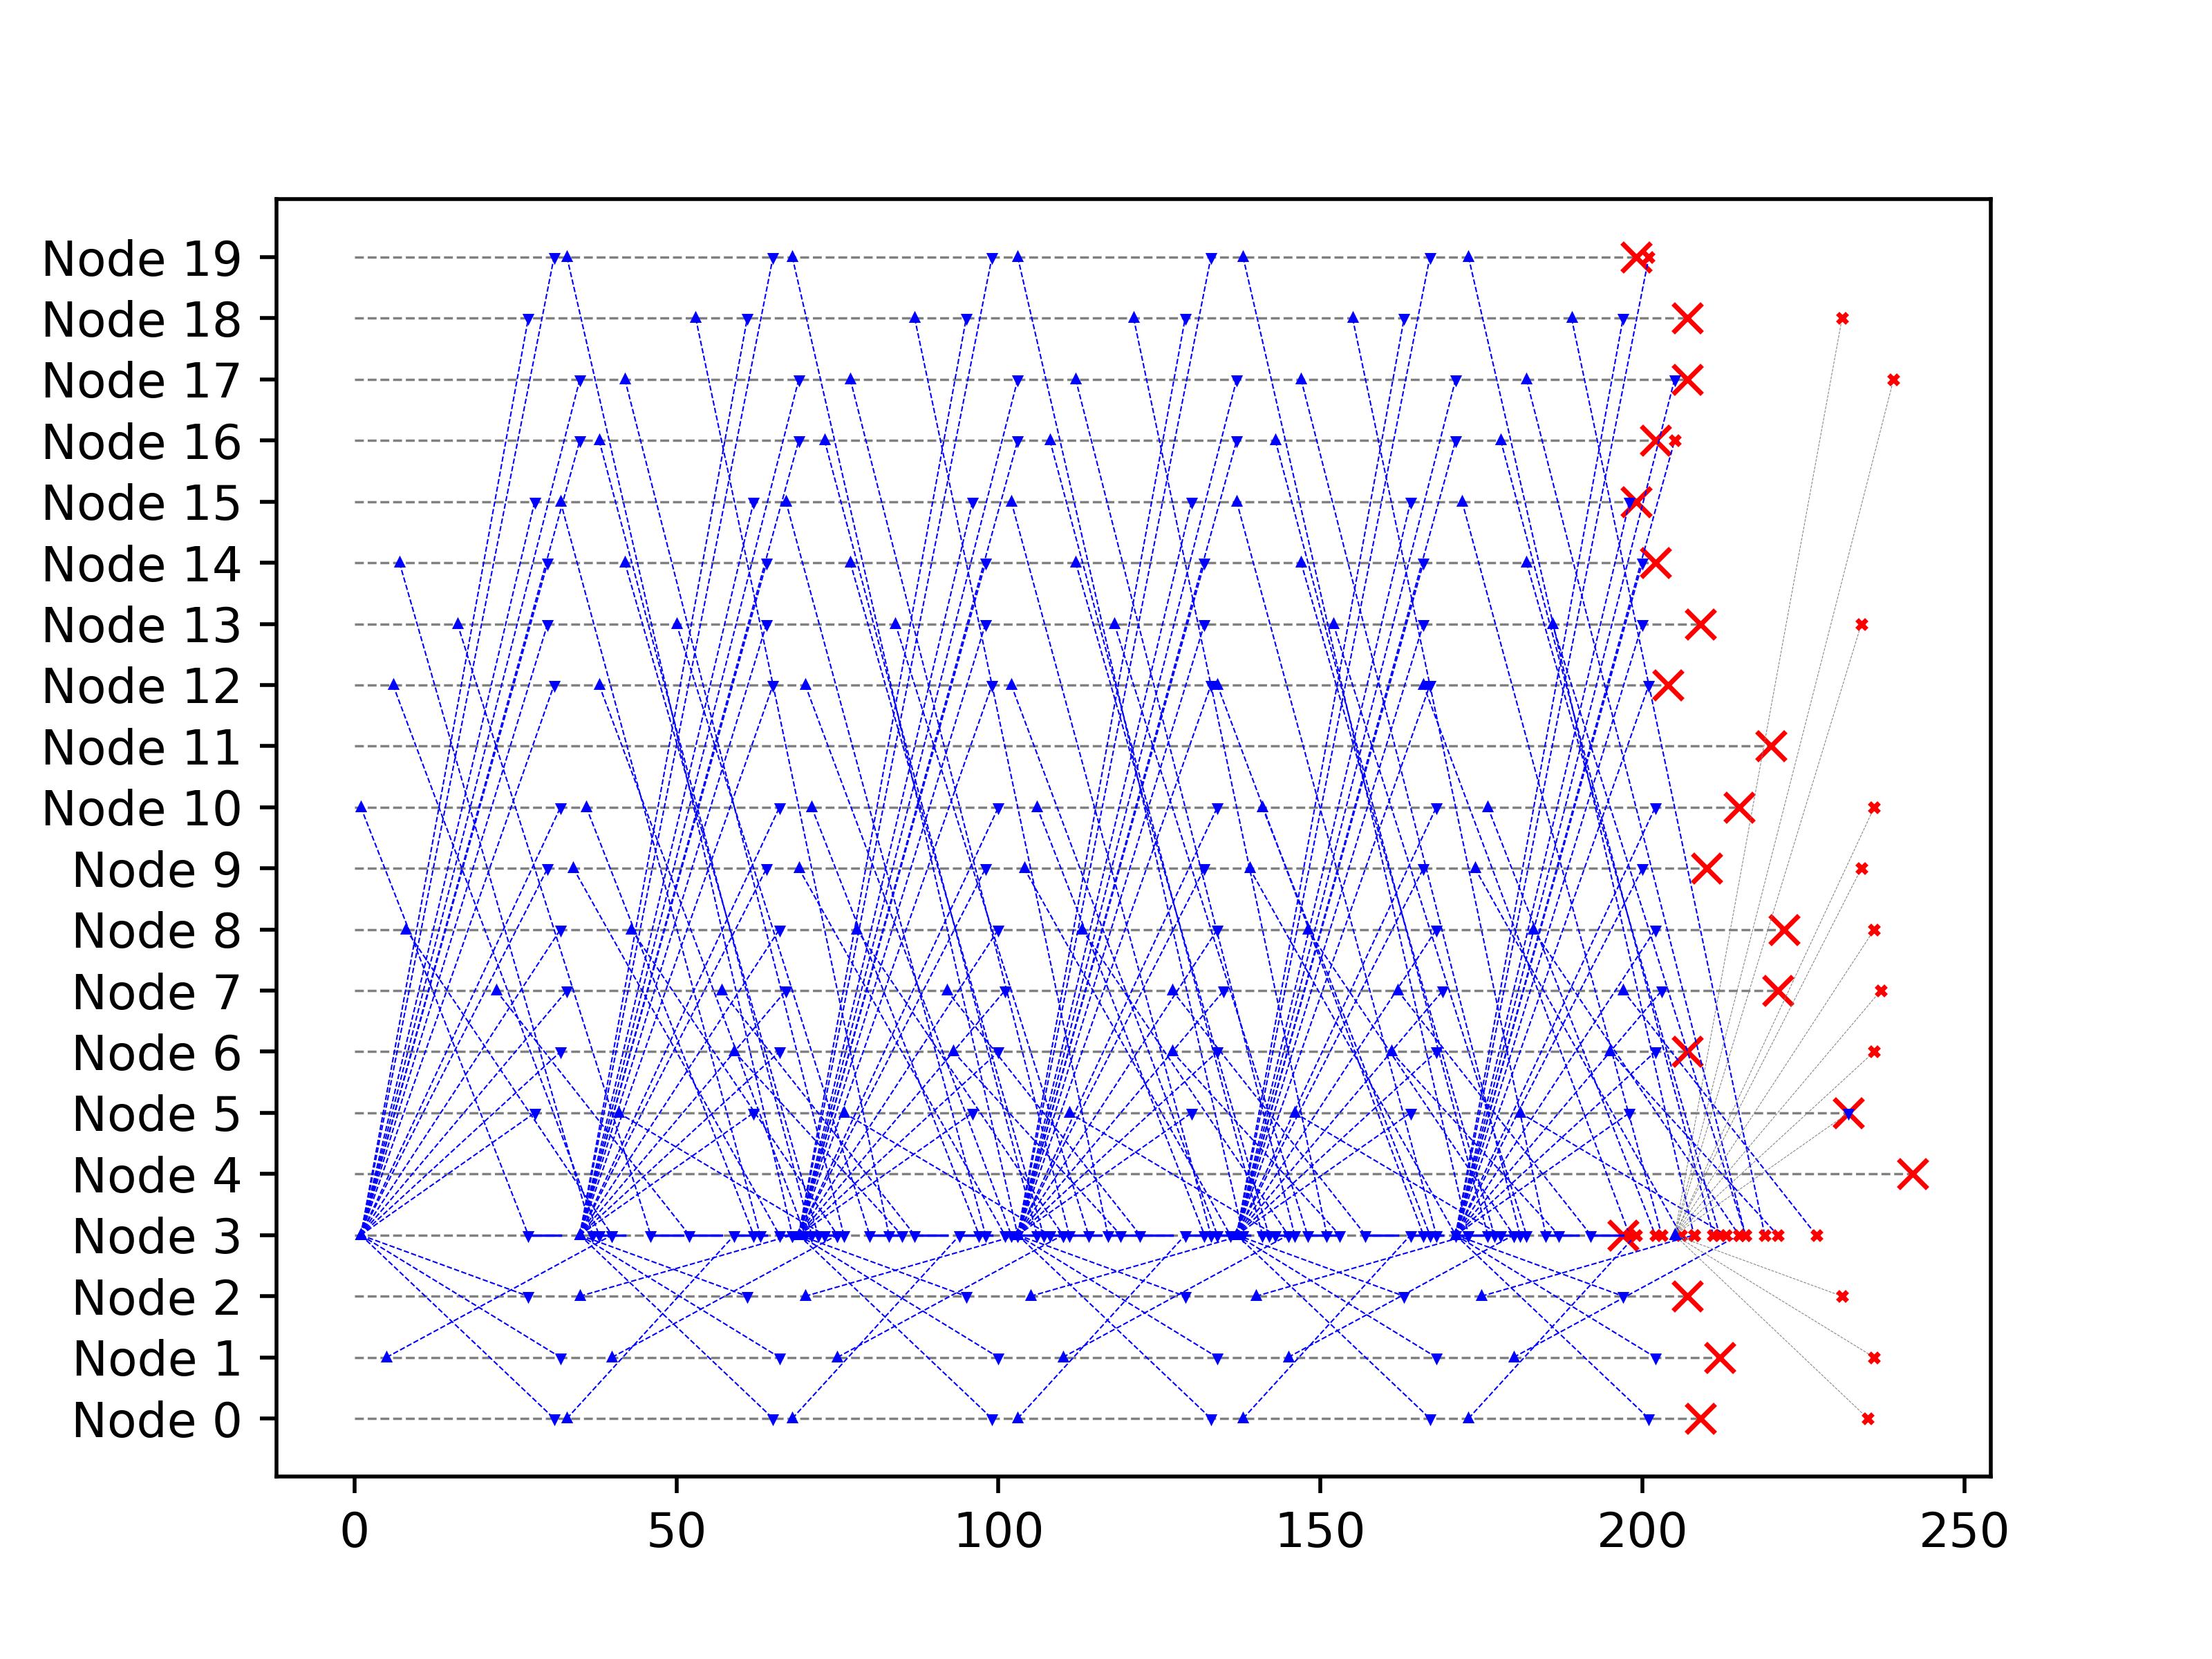 Node 19
Node 18
Node 17
Node 16
Node 15
Node 14
Node 13
Node 12
Node 11
Node 10
Node 9
Node 8
Node 7
Node 6
Node 5
Node 4
Node 3
Node 2
Node 1
Node 0
0 50 100 150 200 250